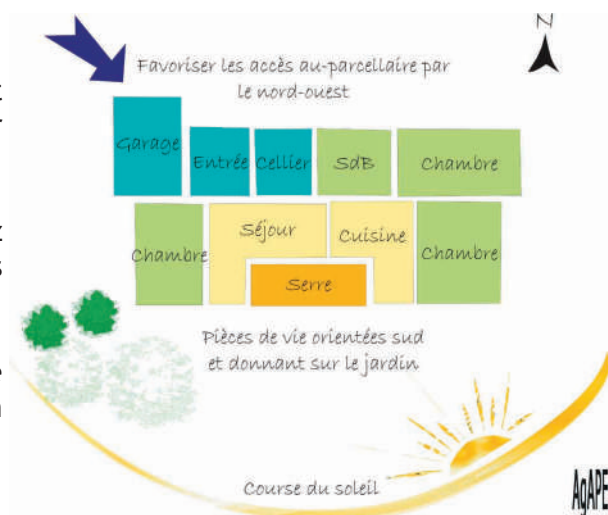 N
Favoriser les accès au-parcellaire par
le nord-ouest
Garage
Entrée
Cellier
SdB
Chambre
Chambre
Séjour
Cuisine
Chambre
Serre
Pièces de vie orientées sud
et donnant sur le jardin
Course du soleil
AgAPE